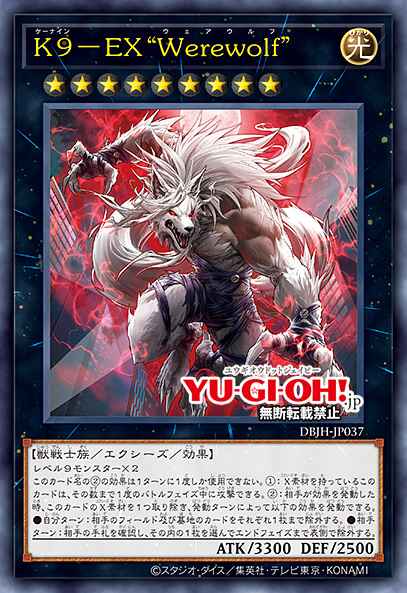 ケーナイン ウェアウルフ
K9－EX“Werewolf”
ひかり
光
ユウギオウドットジェイピー
YU-GI-OH!.jp
無断転載禁止
DBJH-JP037
【獣戦士族／エクシーズ／効果】
レベル９モンスター×２
このカード名の②の効果は１ターンに１度しか使用できない。①：X素材を持っているこの
カードは、その数まで１度のバトルフェイズ中に攻撃できる。②：相手が効果を発動した
時、このカードのX素材を１つ取り除き、発動ターンによって以下の効果を発動できる。
●自分ターン：相手のフィールド及び墓地のカードをそれぞれ１枚まで除外する。●相手
ターン：相手の手札を確認し、その内の１枚を選んでエンドフェイズまで表側で除外する。
ATK/3300 DEF/2500
©スタジオ・ダイス／集英社・テレビ東京・KONAMI